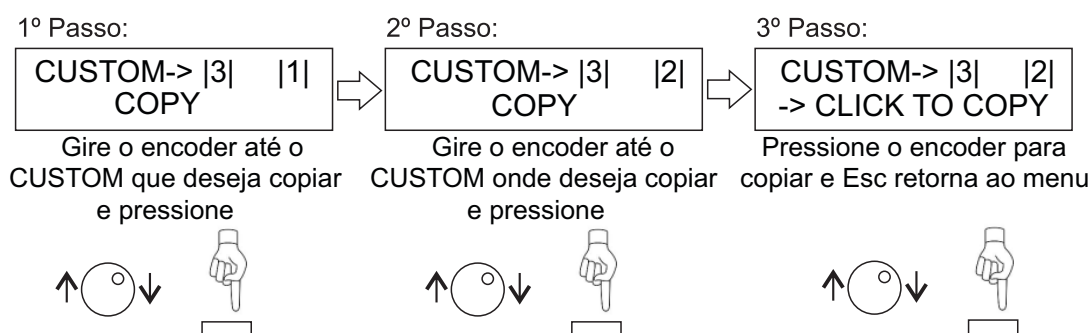 1º Passo:
CUSTOM-> |3| |1|
COPY
Gire o encoder até o
CUSTOM que deseja copiar
e pressione
2º Passo:
CUSTOM-> |3| |2|
COPY
Gire o encoder até o
CUSTOM onde deseja copiar
e pressione
3º Passo:
CUSTOM-> |3| |2|
-> CLICK TO COPY
Pressione o encoder para
copiar e Esc retorna ao menu